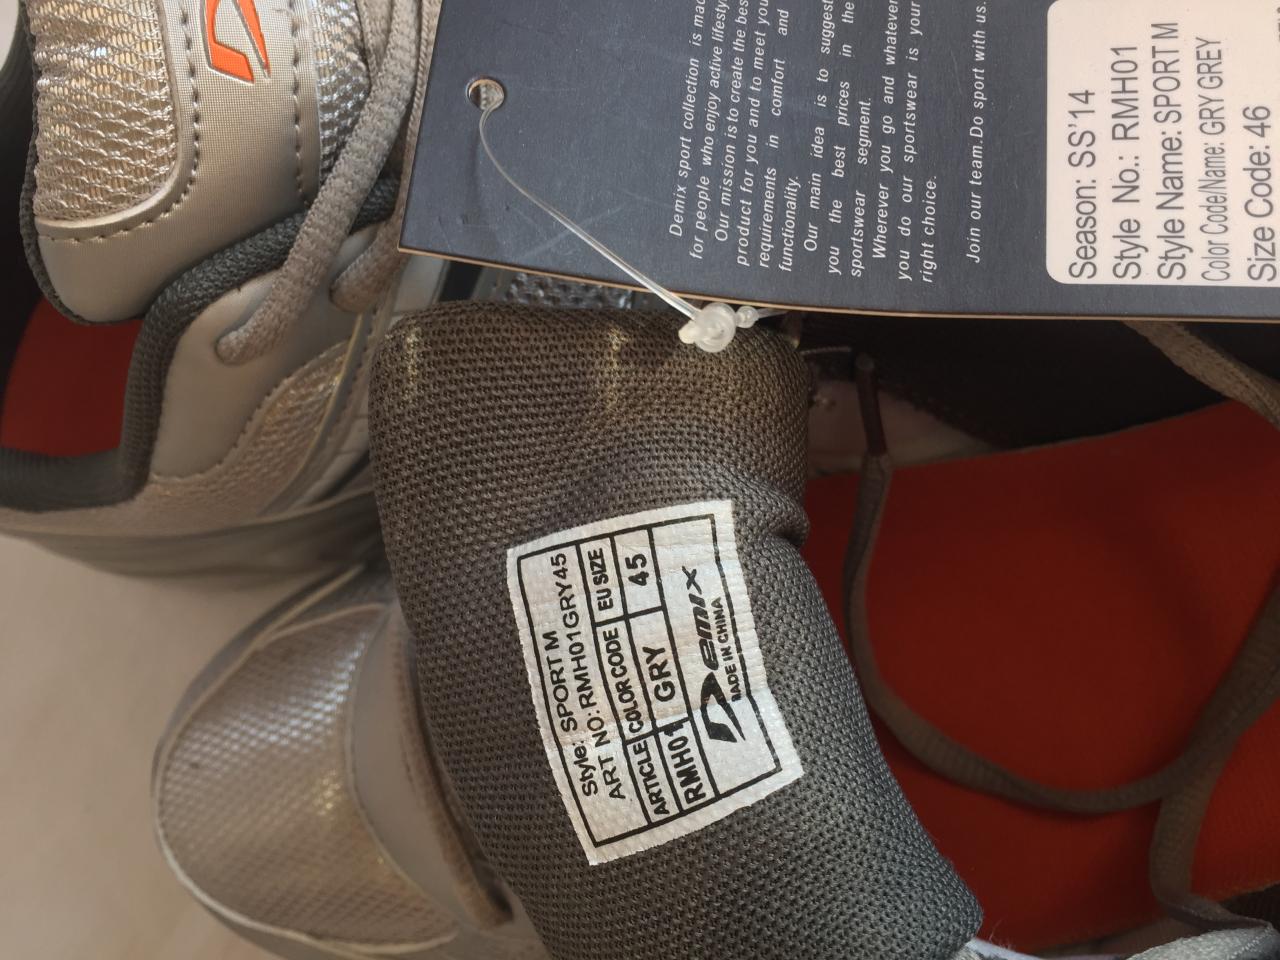 Demix sport collection is made
for people who enjoy active
Our mission is to create the best
product for you and to meet you
requirements in comfort and
functionality.
Our main idea is to suggest
you the best prices in the
sportswear segment.
Wherever you go and whatever
you do our sportswear is your
right choice.
Join our team. Do sport with us.
Season: SS'14
Style No.: RMH01
Style Name: SPORT M
Color Code/Name: GRY GREY
Size Code: 46
Style: SPORT M
ART NO: RMH01GRY45
ARTICLE COLOR CODE EU SIZE
RMH01 GRY 45
Demix
MADE IN CHINA